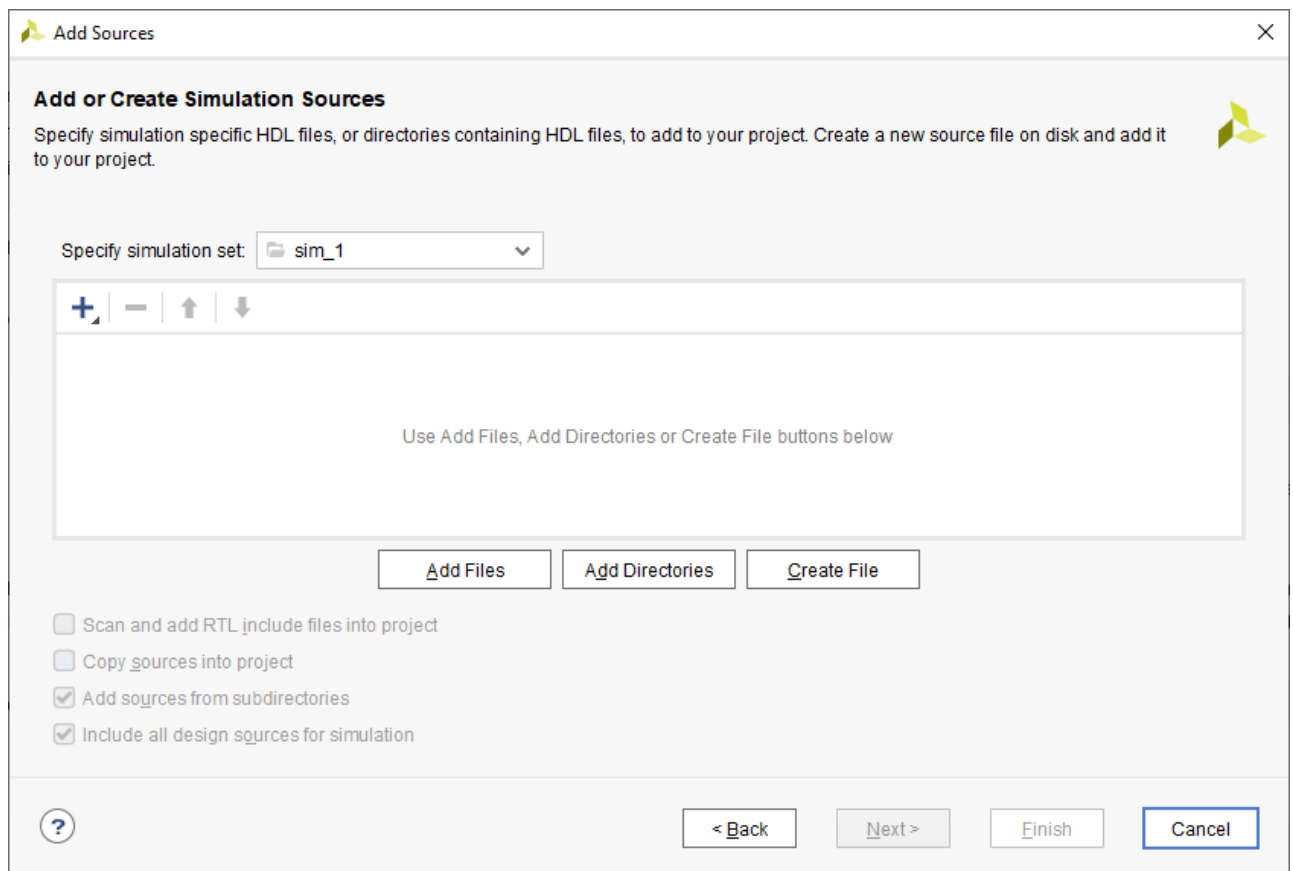 Add Sources
Add or Create Simulation Sources
Specify simulation specific HDL files, or directories containing HDL files, to add to your project. Create a new source file on disk and add it
to your project.
Specify simulation set: sim_1
Use Add Files, Add Directories or Create File buttons below
Add Files Add Directories Create File
Scan and add RTL include files into project
Copy sources into project
Add sources from subdirectories
Include all design sources for simulation
? < Back Next > Finish Cancel